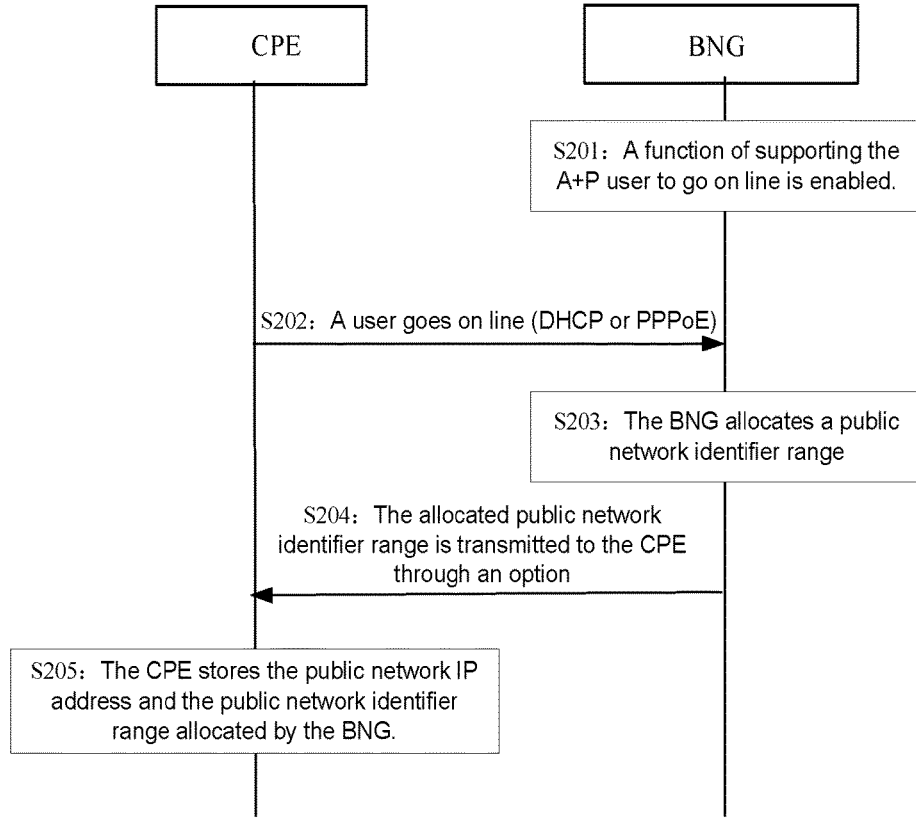 CPE
BNG
S201: A function of supporting the
A+P user to go on line is enabled.
S202: A user goes on line (DHCP or PPPoE)
S203: The BNG allocates a public
network identifier range
S204: The allocated public network
identifier range is transmitted to the CPE
through an option
S205: The CPE stores the public network IP
address and the public network identifier
range allocated by the BNG.